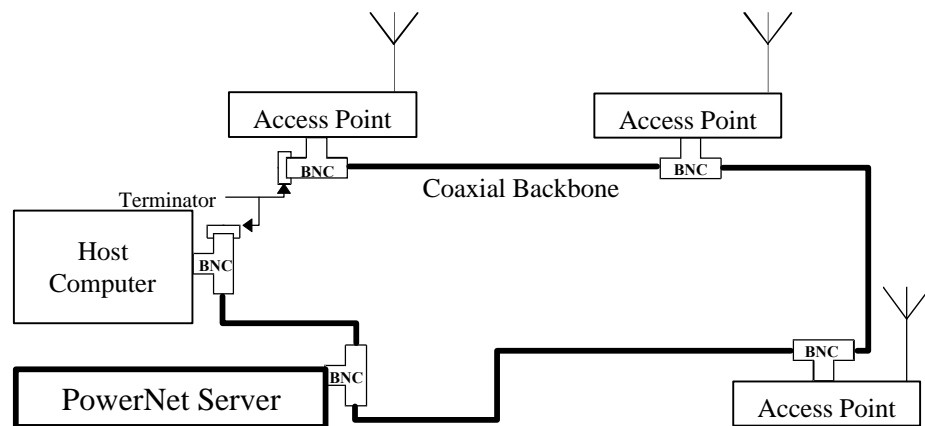 Access Point
Access Point
BNC
BNC
Coaxial Backbone
Terminator
Host
Computer
BNC
BNC
BNC
PowerNet Server
Access Point